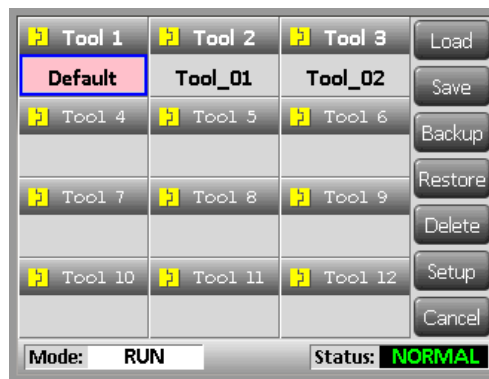 Tool 1 Tool 2 Tool 3 Load
Default Tool_01 Tool_02 Save
Tool 4 Tool 5 Tool 6 Backup
Tool 7 Tool 8 Tool 9 Restore
Delete
Tool 10 Tool 11 Tool 12 Setup
Cancel
Mode: RUN Status: NORMAL